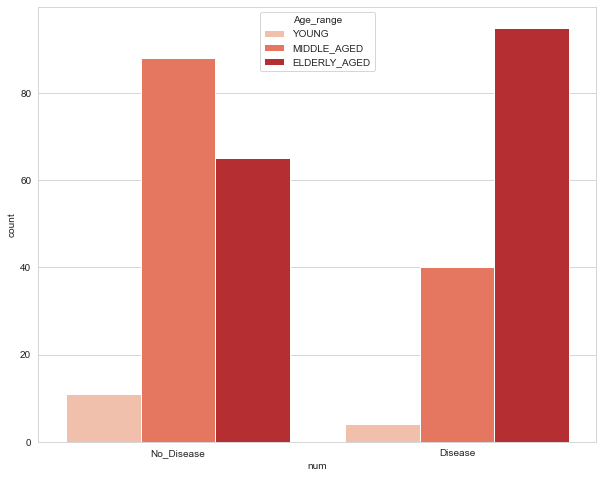 Age_range
YOUNG
MIDDLE_AGED
ELDERLY_AGED
80
60
40
20
0
count
No_Disease
Disease
num